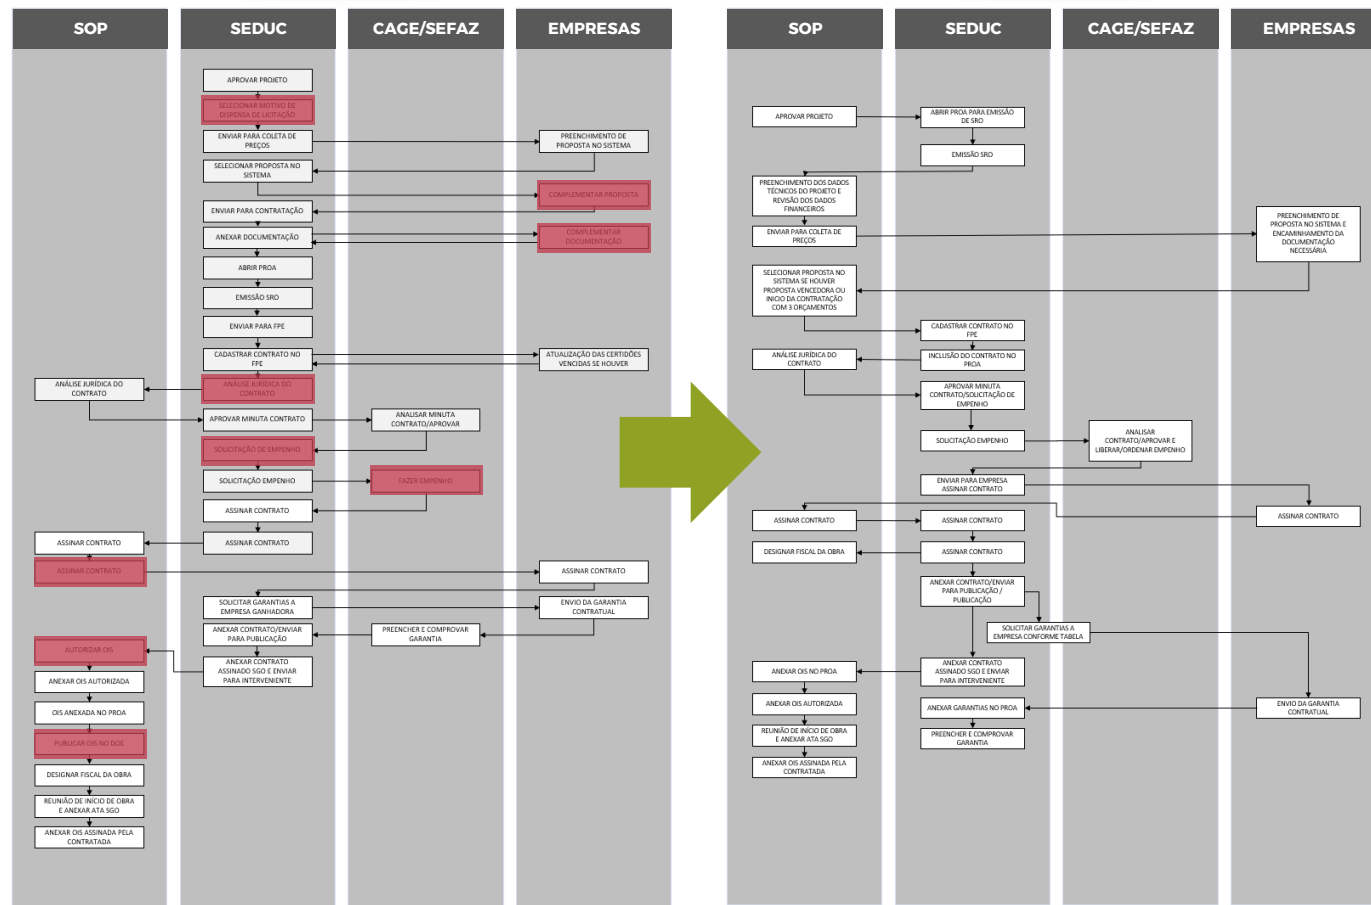 SOP
SEDUC
CAGE/SEFAZ
EMPRESAS
APROVAR PROJETO
SELECIONAR MOTIVO DE
DISPENSA DE LICITAÇÃO
ENVIAR PARA COLETA DE
PREÇOS
PREENCHIMENTO DE
PROPOSTA NO SISTEMA
SELECIONAR PROPOSTA NO
SISTEMA
COMPLEMENTAR PROPOSTA
ENVIAR PARA CONTRATAÇÃO
ANEXAR DOCUMENTAÇÃO
COMPLEMENTAR
DOCUMENTAÇÃO
ABRIR PROA
EMISSÃO SRO
ENVIAR PARA FPE
CADASTRAR CONTRATO NO
FPE
ATUALIZAÇÃO DAS CERTIDÕES
VENCIDAS SE HOUVER
ANÁLISE JURÍDICA DO
CONTRATO
ANÁLISE JURÍDICA DO
CONTRATO
APROVAR MINUTA CONTRATO
ANALISAR MINUTA
CONTRATO/APROVAR
SOLICITAÇÃO DE EMPENHO
SOLICITAÇÃO EMPENHO
FAZER EMPENHO
ASSINAR CONTRATO
ASSINAR CONTRATO
ASSINAR CONTRATO
ASSINAR CONTRATO
ASSINAR CONTRATO
SOLICITAR GARANTIAS A
EMPRESA GANHADORA
ENVIO DA GARANTIA
CONTRATUAL
ANEXAR CONTRATO/ENVIAR
PARA PUBLICAÇÃO
PREENCHER E COMPROVAR
GARANTIA
AUTORIZAR OIS
ANEXAR CONTRATO
ASSINADO SGO E ENVIAR
PARA INTERVENIENTE
ANEXAR OIS AUTORIZADA
OIS ANEXADA NO PROA
PUBLICAR OIS NO DOE
DESIGNAR FISCAL DA OBRA
REUNIÃO DE INÍCIO DE OBRA
E ANEXAR ATA SGO
ANEXAR OIS ASSINADA PELA
CONTRATADA
SOP
SEDUC
CAGE/SEFAZ
EMPRESAS
APROVAR PROJETO
ABRIR PROA PARA EMISSÃO
DE SRO
EMISSÃO SRO
PREENCHIMENTO DOS DADOS
TÉCNICOS DO PROJETO E
REVISÃO DOS DADOS
FINANCEIROS
ENVIAR PARA COLETA DE
PREÇOS
PREENCHIMENTO DE
PROPOSTA NO SISTEMA E
ENCAMINHAMENTO DA
DOCUMENTAÇÃO
NECESSÁRIA
SELECIONAR PROPOSTA NO
SISTEMA SE HOUVER
PROPOSTA VENCEDORA OU
INICIO DA CONTRATAÇÃO
COM 3 ORÇAMENTOS
CADASTRAR CONTRATO NO
FPE
ANÁLISE JURÍDICA DO
CONTRATO
INCLUSÃO DO CONTRATO NO
PROA
APROVAR MINUTA
CONTRATO/SOLICITAÇÃO DE
EMPENHO
SOLICITAÇÃO EMPENHO
ANALISAR
CONTRATO/APROVAR E
LIBERAR/ORDENAR EMPENHO
ENVIAR PARA EMPRESA
ASSINAR CONTRATO
ASSINAR CONTRATO
ASSINAR CONTRATO
ASSINAR CONTRATO
DESIGNAR FISCAL DA OBRA
ASSINAR CONTRATO
ANEXAR CONTRATO/ENVIAR
PARA PUBLICAÇÃO /
PUBLICAÇÃO
SOLICITAR GARANTIAS A
EMPRESA CONFORME TABELA
ANEXAR OIS NO PROA
ANEXAR CONTRATO
ASSINADO SGO E ENVIAR
PARA INTERVENIENTE
ANEXAR OIS AUTORIZADA
ANEXAR GARANTIAS NO PROA
ENVIO DA GARANTIA
CONTRATUAL
REUNIÃO DE INÍCIO DE OBRA
E ANEXAR ATA SGO
PREENCHER E COMPROVAR
GARANTIA
ANEXAR OIS ASSINADA PELA
CONTRATADA